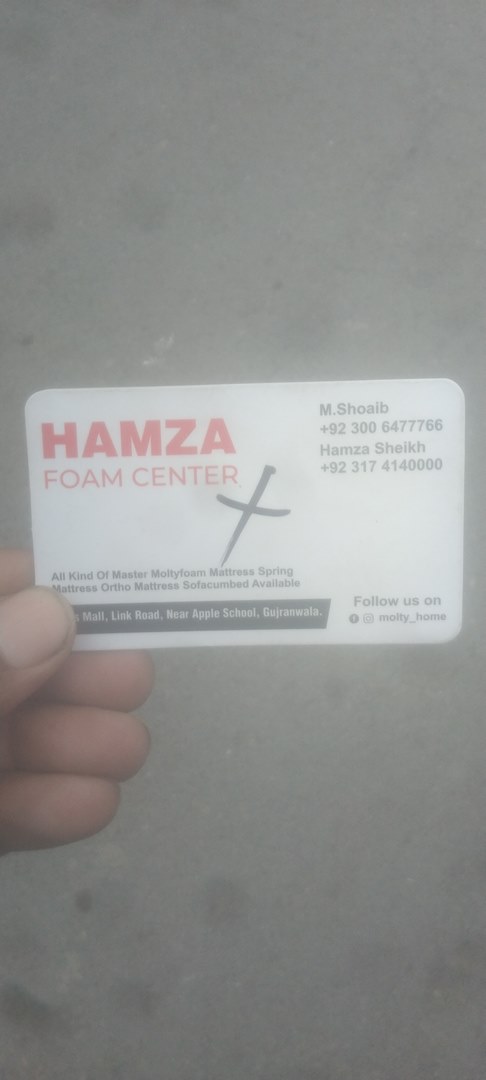 HAMZA
FOAM CENTER
M.Shoaib
+92 300 6477766
Hamza Sheikh
+92 317 4140000
All Kind Of Master Moltyfoam Mattress Spring
Mattress Ortho Mattress Sofacumbed Available
Mall, Link Road, Near Apple School, Gujranwala.
Follow us on
molty_home